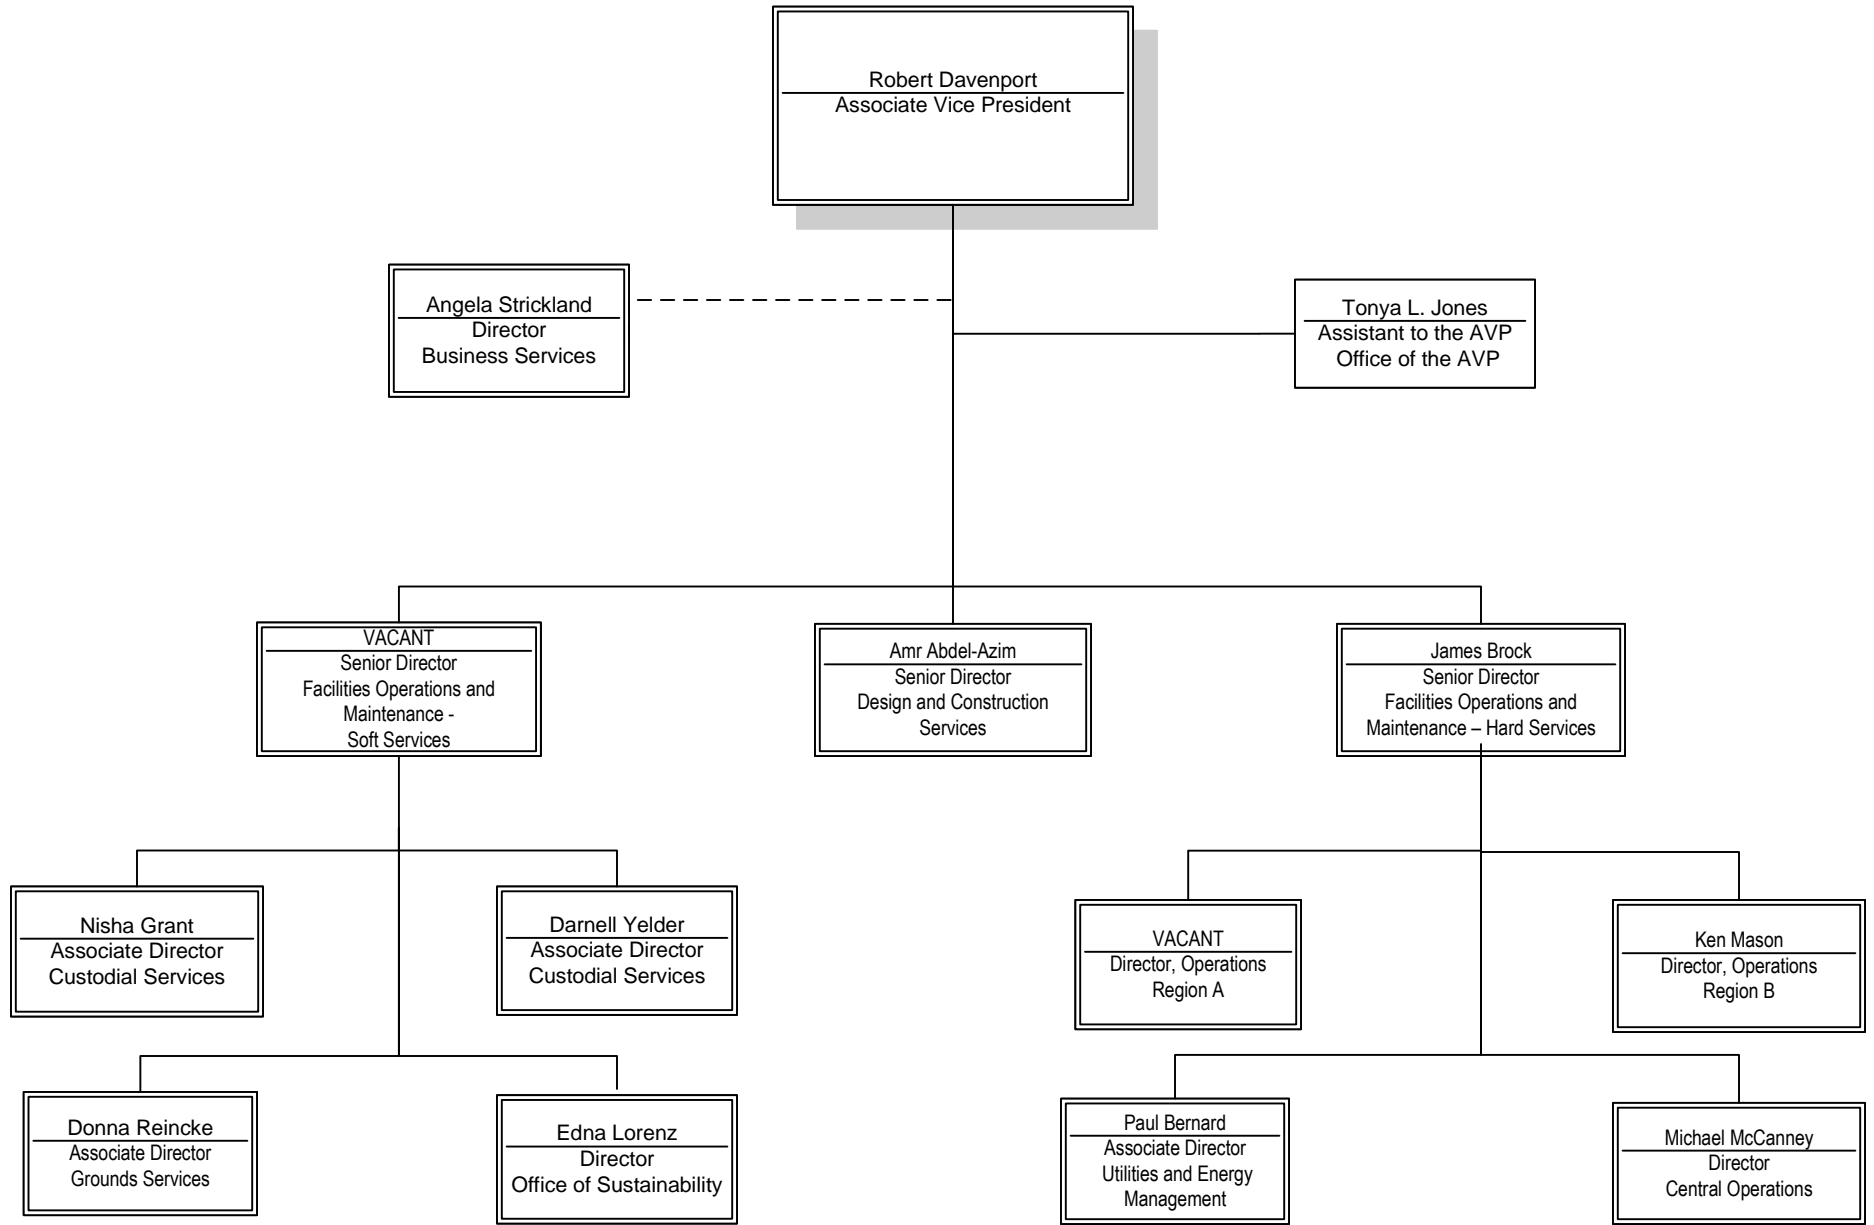 Robert Davenport
Associate Vice President
Angela Strickland
Director
Business Services
Tonya L. Jones
Assistant to the AVP
Office of the AVP
VACANT
Senior Director
Facilities Operations and
Maintenance -
Soft Services
Amr Abdel-Azim
Senior Director
Design and Construction
Services
James Brock
Senior Director
Facilities Operations and
Maintenance – Hard Services
Nisha Grant
Associate Director
Custodial Services
Darnell Yelder
Associate Director
Custodial Services
VACANT
Director, Operations
Region A
Ken Mason
Director, Operations
Region B
Donna Reincke
Associate Director
Grounds Services
Edna Lorenz
Director
Office of Sustainability
Paul Bernard
Associate Director
Utilities and Energy
Management
Michael McCanney
Director
Central Operations